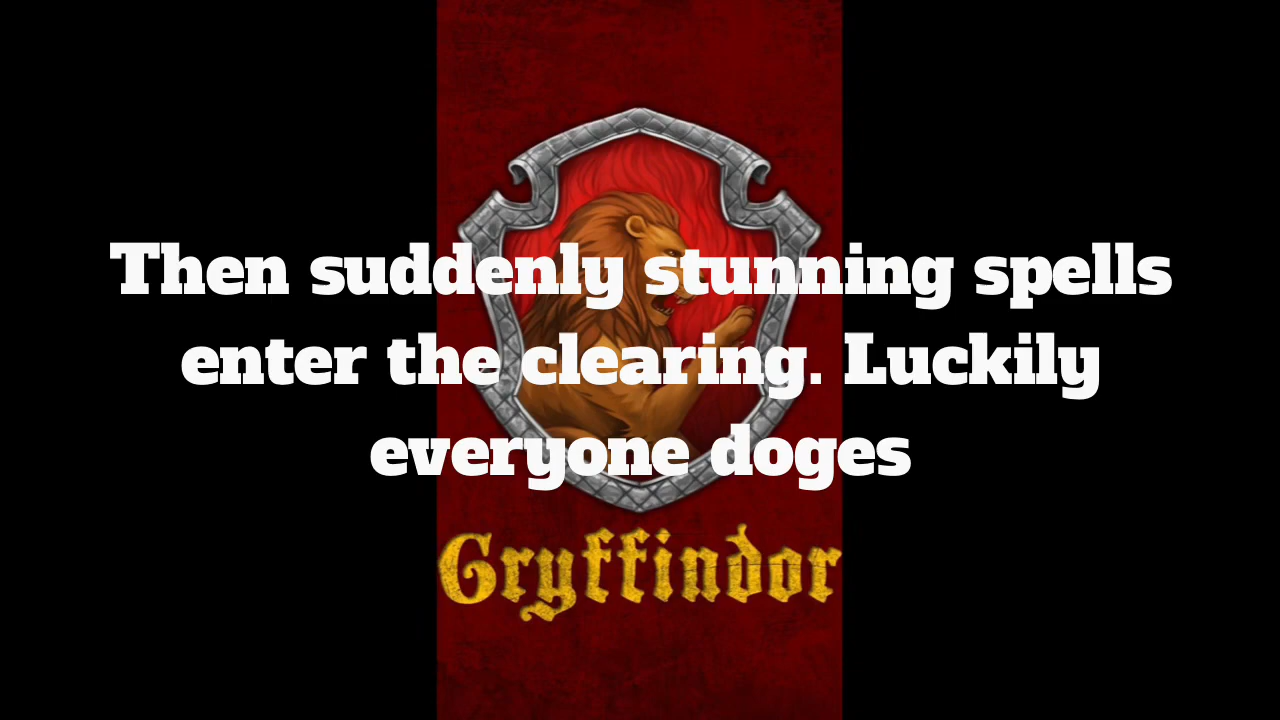 Then suddenly stunning spells
enter the clearing. Luckily
everyone doges
Gryffindor